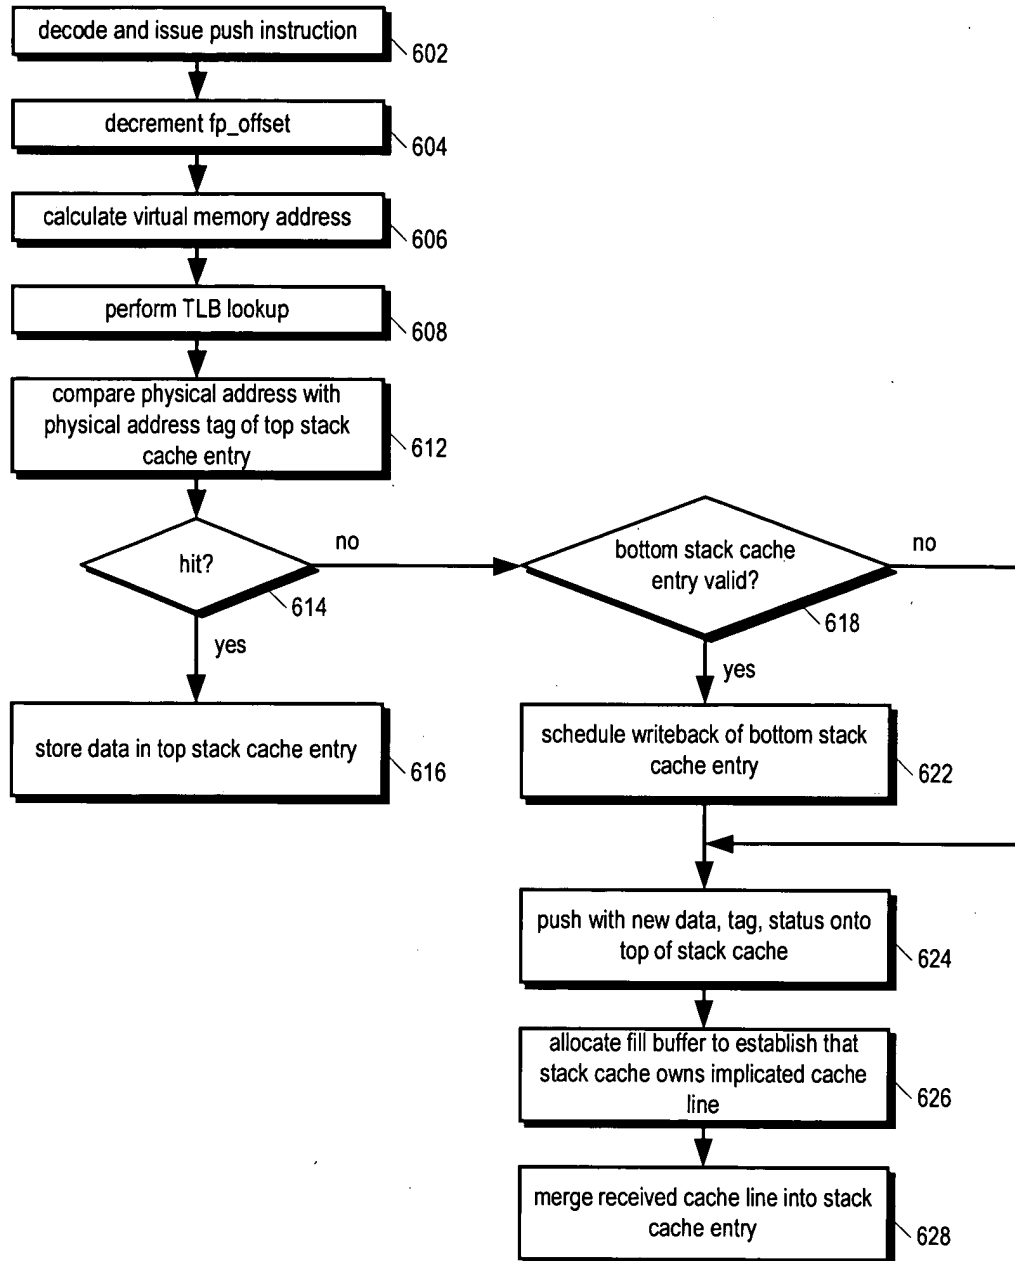 decode and issue push instruction
602
decrement fp_offset
604
calculate virtual memory address
606
perform TLB lookup
608
compare physical address with
physical address tag of top stack
cache entry
612
hit?
614
no
yes
store data in top stack cache entry
616
bottom stack cache
entry valid?
618
no
yes
schedule writeback of bottom stack
cache entry
622
push with new data, tag, status onto
top of stack cache
624
allocate fill buffer to establish that
stack cache owns implicated cache
line
626
merge received cache line into stack
cache entry
628